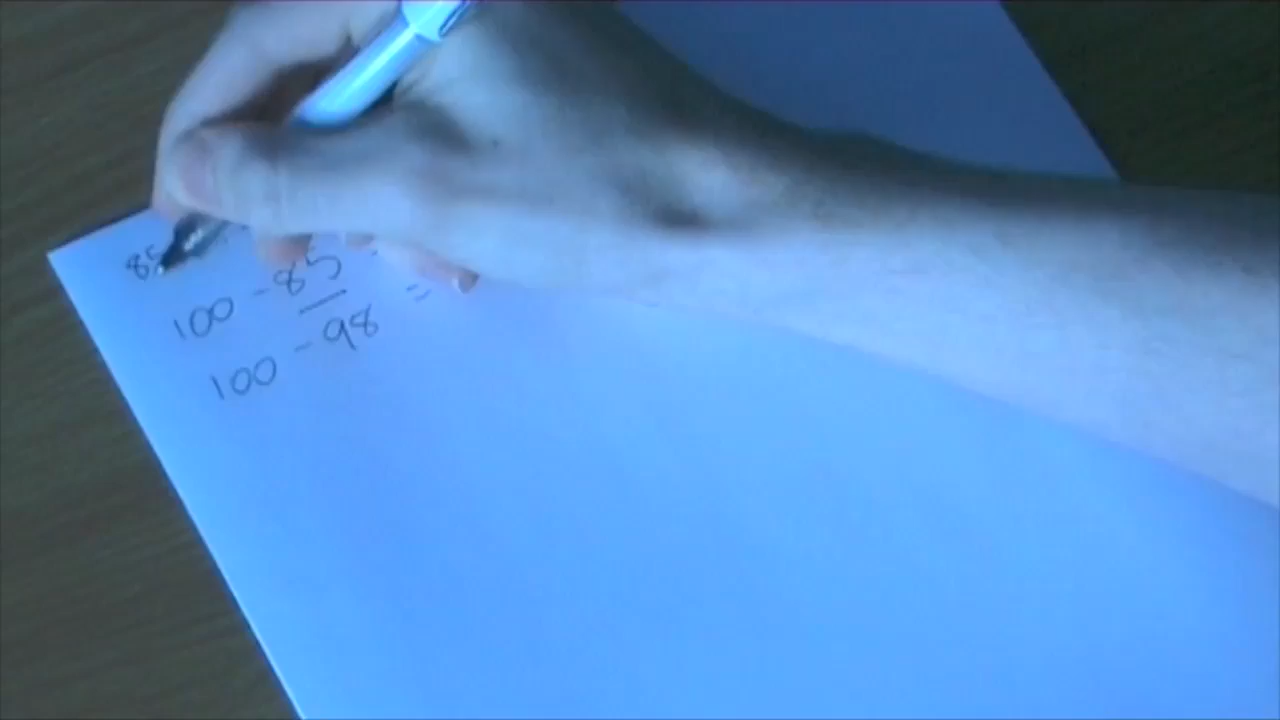 85
100 - 85 =
100 - 98 =